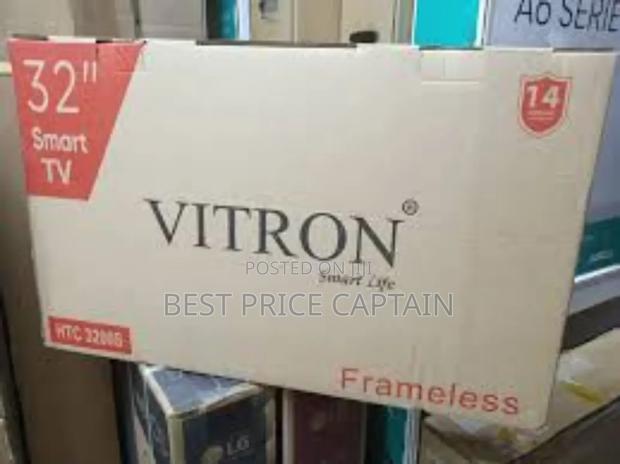 A6 SERIE
32"
Smart
TV
14
VITRON®
Smart Life
POSTED ON JIJI
BEST PRICE CAPTAIN
HTC 3200S
Frameless
LG